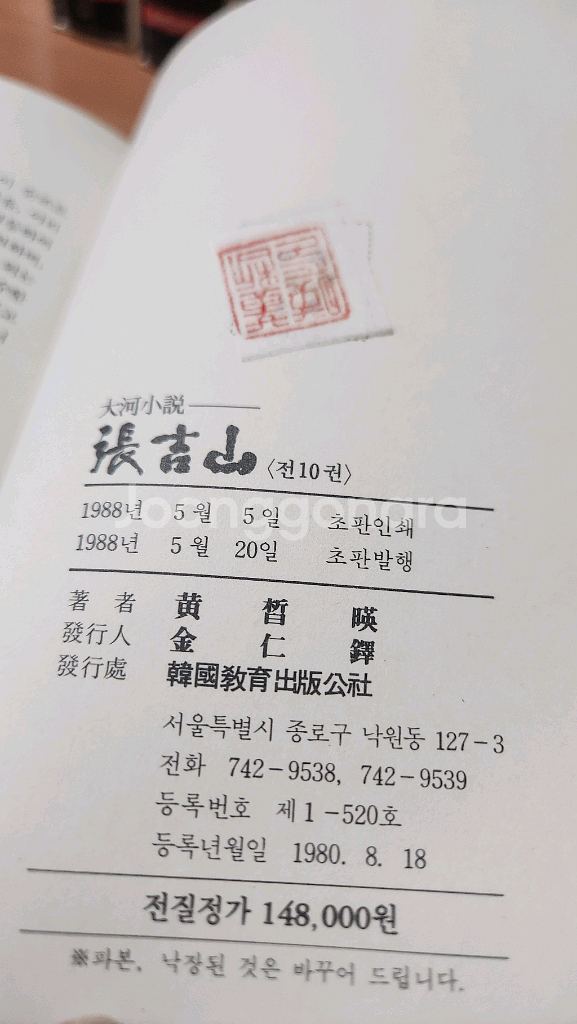 大河小説
張吉山 〈전10권〉
1988년 5월 5일 초판인쇄
Joonggonara
1988년 5월 20일 초판발행
著者 黃晳暎
發行人 金仁鐸
發行處 韓國敎育出版公社
서울특별시 종로구 낙원동 127-3
전화 742-9538, 742-9539
등록번호 제1-520호
등록년월일 1980. 8. 18
전질정가 148,000원
※파본, 낙장된 것은 바꾸어 드립니다.